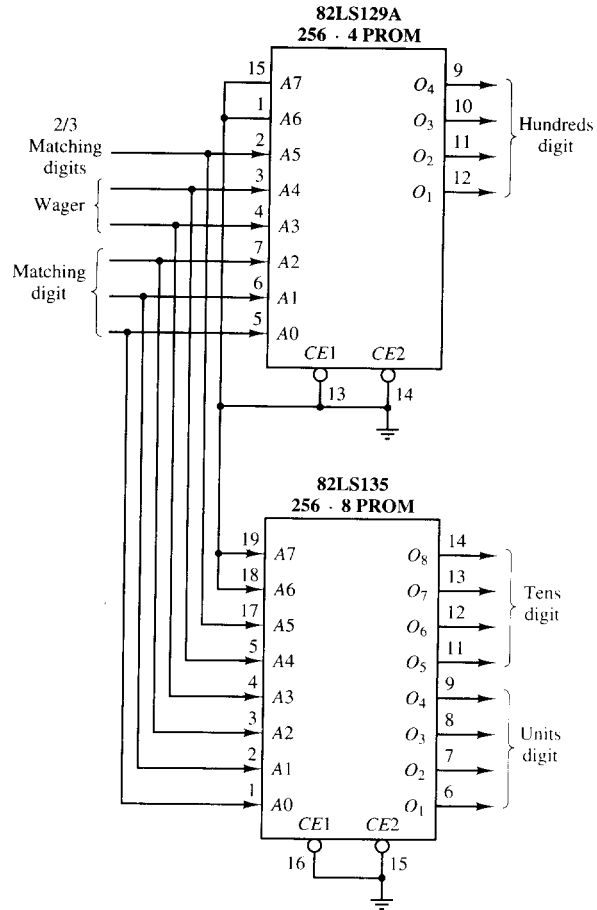 82LS129A
256 · 4 PROM
15 A7 O4 9
1 A6 O3 10
2/3 Matching digits
2 A5 O2 11
Wager
3 A4 O1 12
4 A3
Hundreds digit
Matching digit
7 A2
6 A1
5 A0
CE1 CE2
13 14
82LS135
256 · 8 PROM
19 A7 O8 14
18 A6 O7 13
17 A5 O6 12
5 A4 O5 11
Tens digit
4 A3 O4 9
3 A2 O3 8
2 A1 O2 7
1 A0 O1 6
Units digit
CE1 CE2
16 15